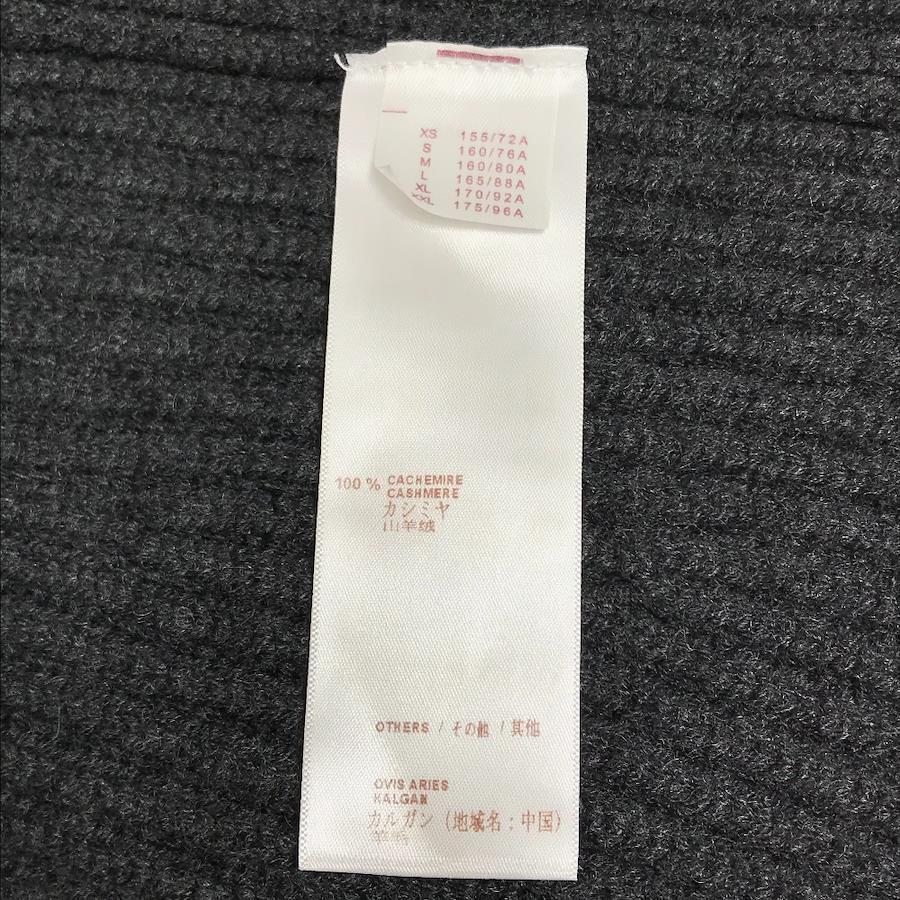 XS 155/72A
S 160/76A
M 160/80A
L 165/88A
XL 170/92A
XXL 175/96A
100 % CACHEMIRE
CASHMERE
カシミヤ
山羊绒
OTHERS / その他 / 其他
OVIS ARIES
KALGAN
カルガン（地域名：中国）